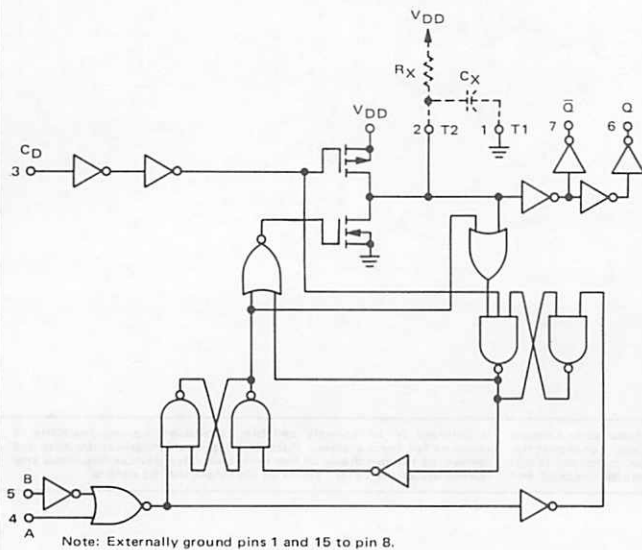 VDD
RX
CX
VDD
Q̅
Q
2 T2
1 T1
7
6
CD
3
B
5
4
A
Note: Externally ground pins 1 and 15 to pin 8.